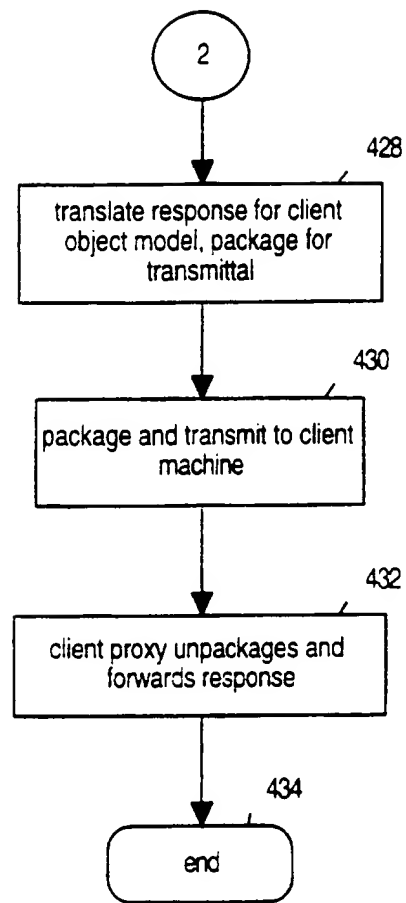 2
428
translate response for client
object model, package for
transmittal
430
package and transmit to client
machine
432
client proxy unpackages and
forwards response
434
end